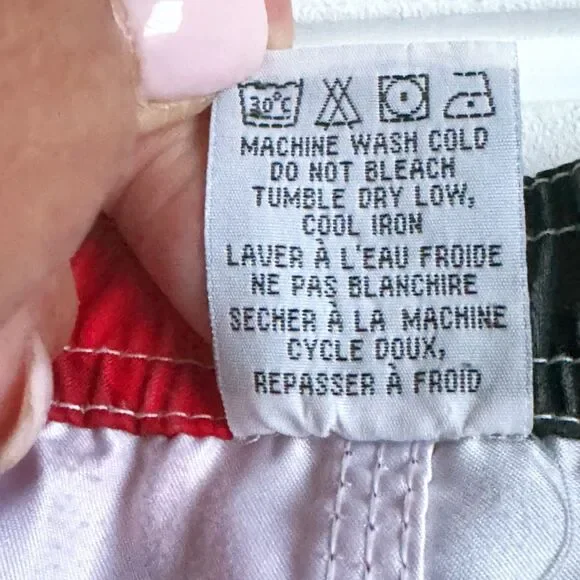 30°C
MACHINE WASH COLD
DO NOT BLEACH
TUMBLE DRY LOW,
COOL IRON
LAVER À L'EAU FROIDE
NE PAS BLANCHIRE
SECHER À LA MACHINE
CYCLE DOUX,
REPASSER À FROID